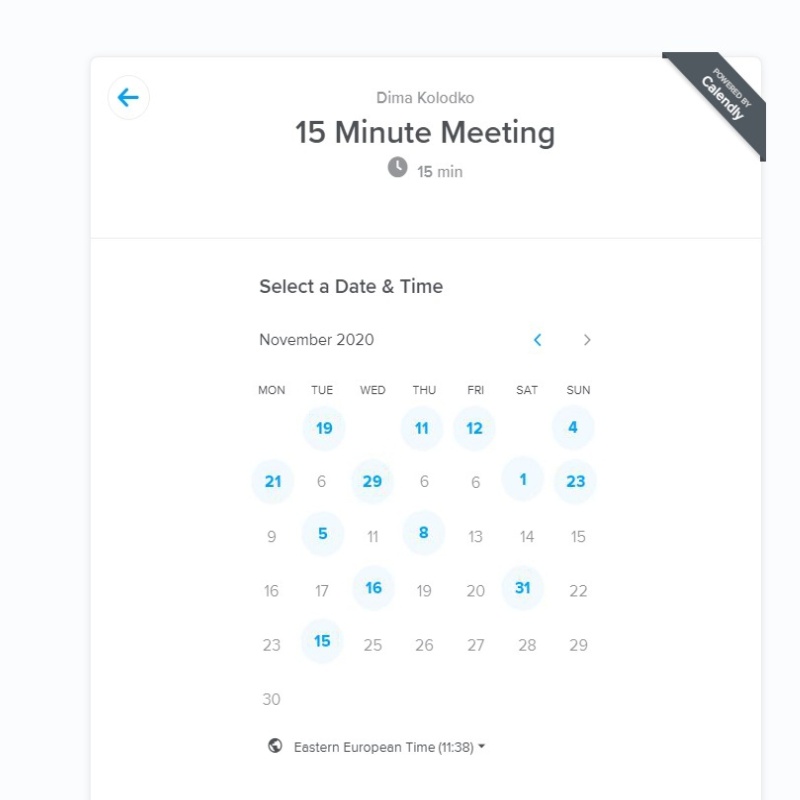 POWERED BY
Calendly
Dima Kolodko
15 Minute Meeting
15 min
Select a Date & Time
November 2020
MON TUE WED THU FRI SAT SUN
19 11 12 4
21 6 29 6 6 1 23
9 5 11 8 13 14 15
16 17 16 19 20 31 22
23 15 25 26 27 28 29
30
Eastern European Time (11:38)